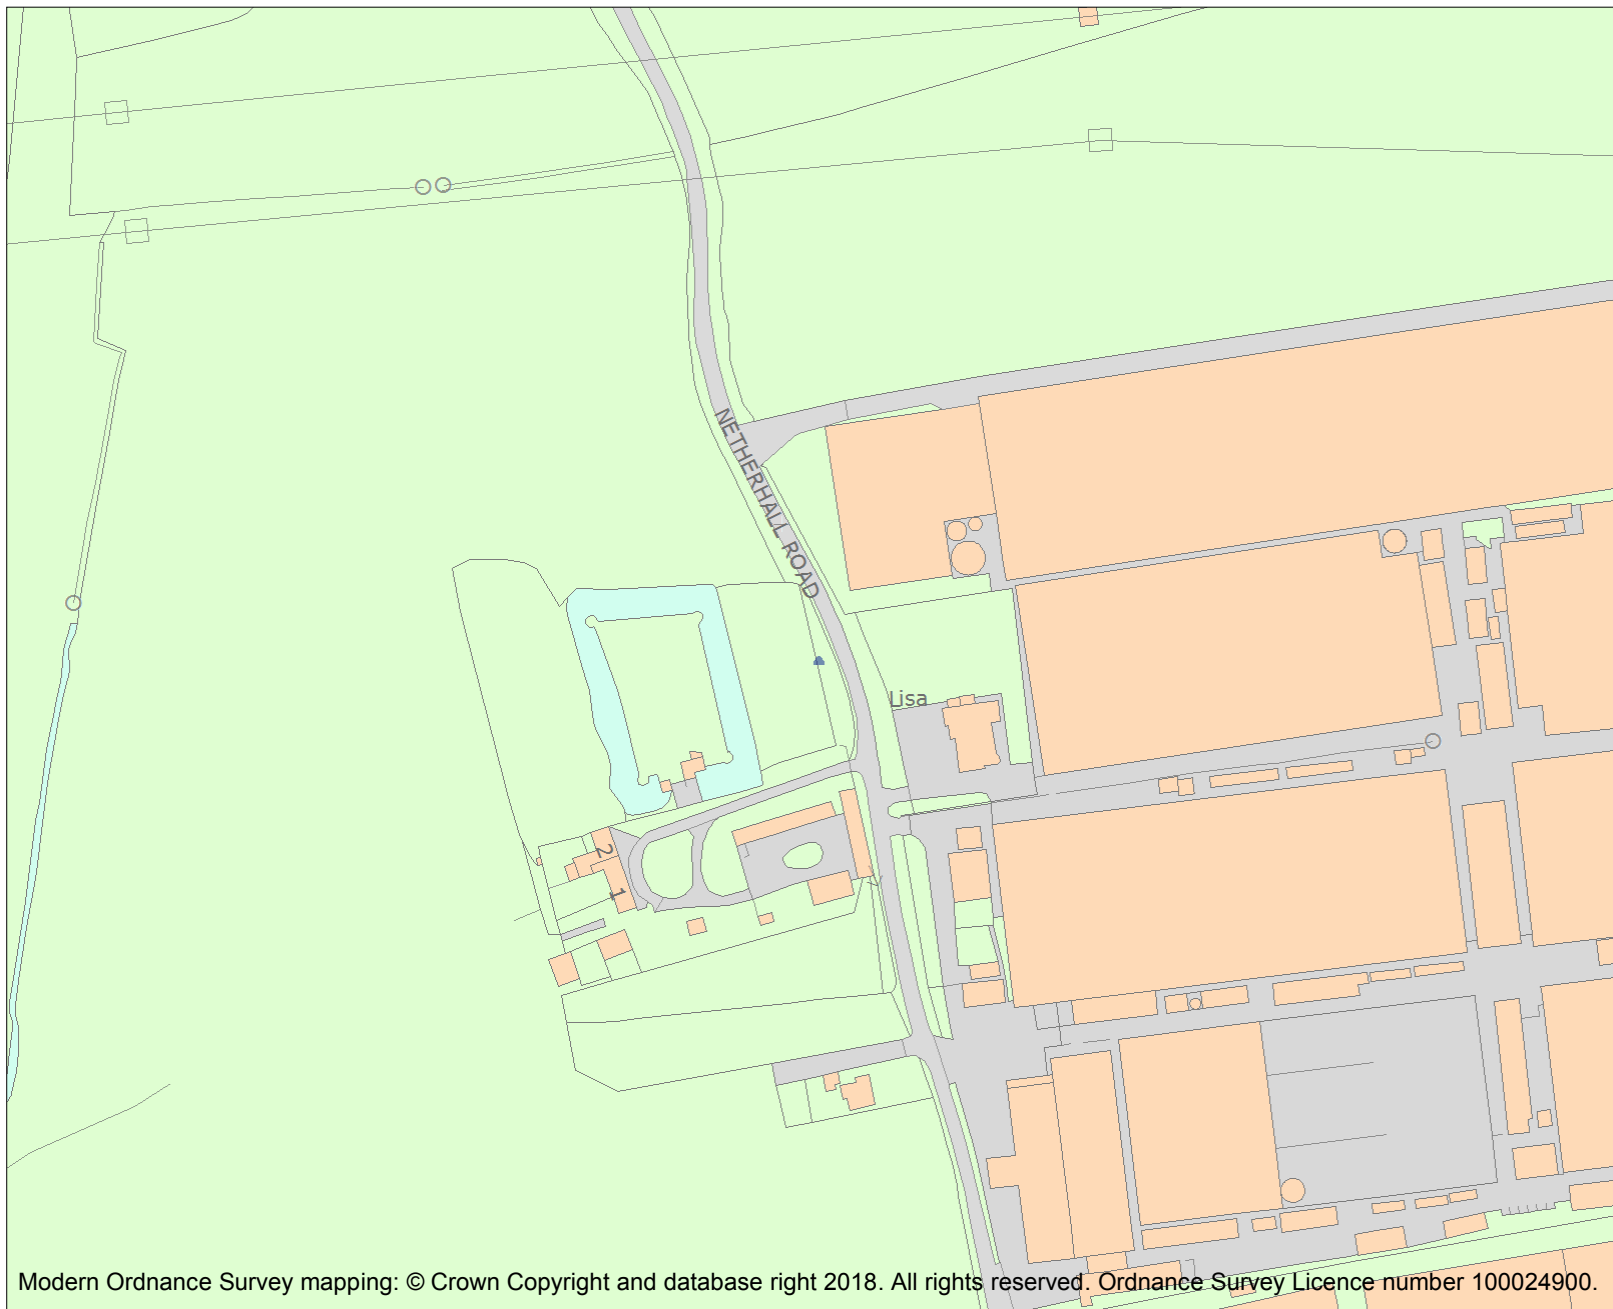 NETHERHALL ROAD
Lisa
2
1
Modern Ordnance Survey mapping: © Crown Copyright and database right 2018. All rights reserved. Ordnance Survey Licence number 100024900.